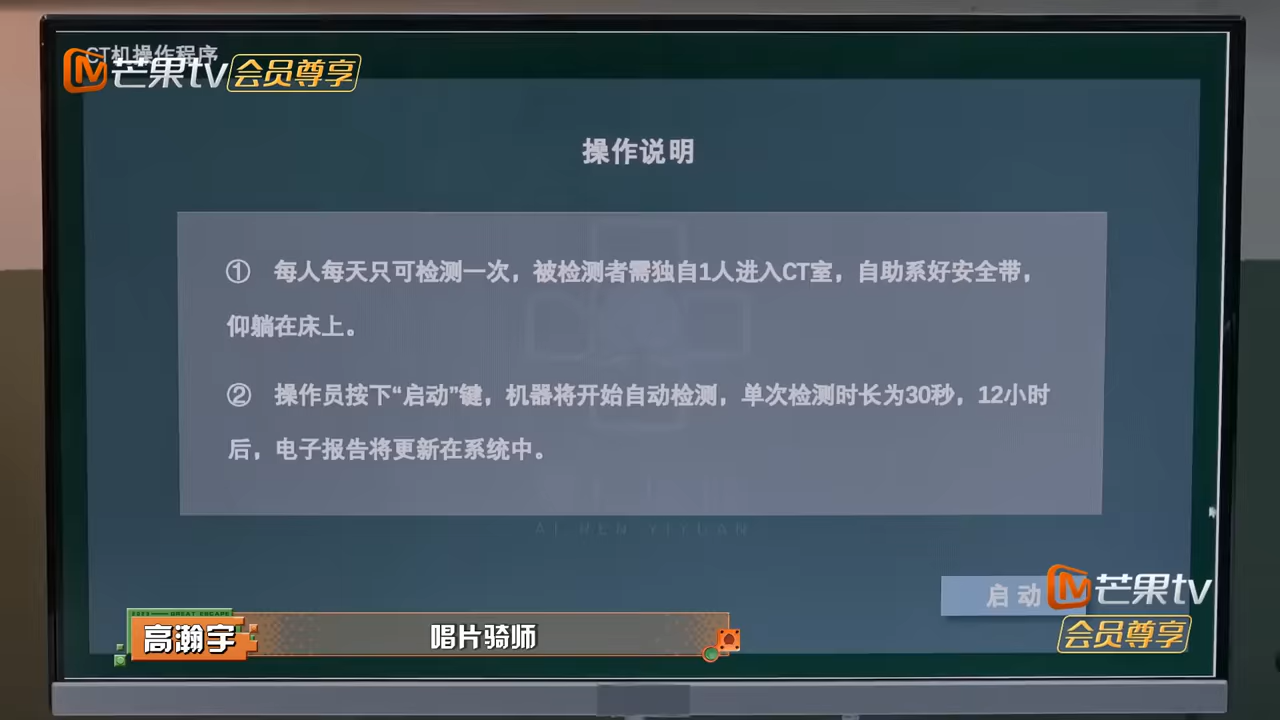 CT机操作程序
芒果tv 会员尊享
操作说明
① 每人每天只可检测一次，被检测者需独自1人进入CT室，自助系好安全带，
仰躺在床上。
② 操作员按下“启动”键，机器将开始自动检测，单次检测时长为30秒，12小时
后，电子报告将更新在系统中。
AI REN YIYUAN
启动
芒果tv
会员尊享
GREAT ESCAPE
高瀚宇
唱片骑师